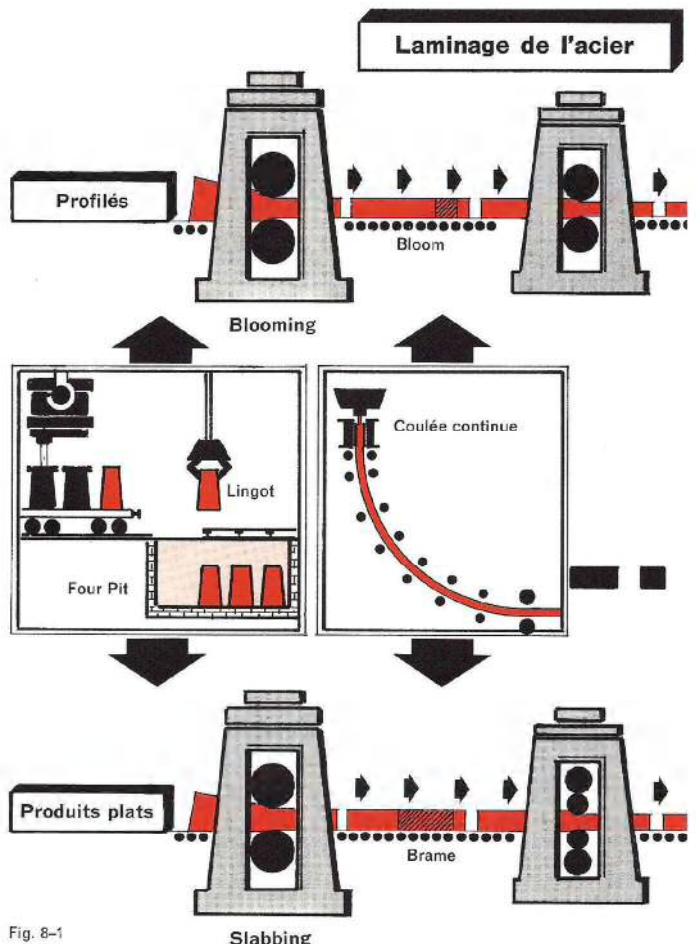 Laminage de l'acier
Profilés
Bloom
Blooming
Coulée continue
Lingot
Four Pit
Produits plats
Brame
Fig. 8-1
Slabbing